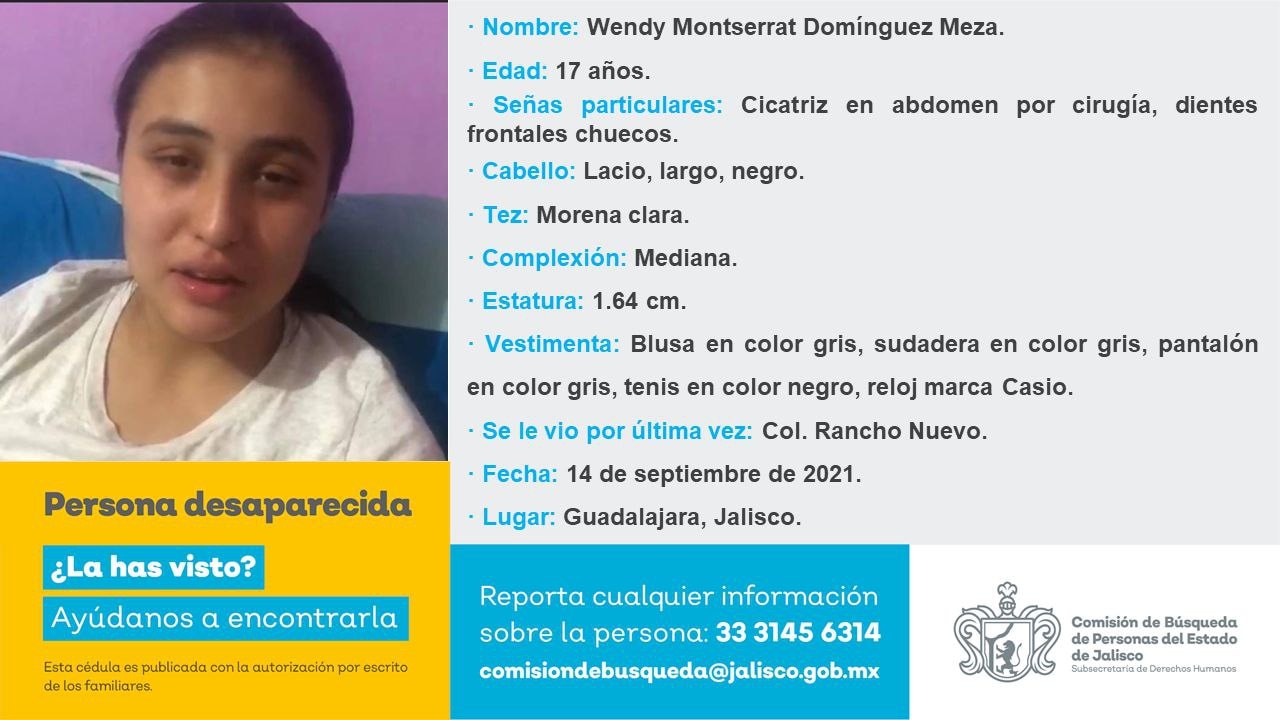 · Nombre: Wendy Montserrat Domínguez Meza.
· Edad: 17 años.
· Señas particulares: Cicatriz en abdomen por cirugía, dientes
frontales chuecos.
· Cabello: Lacio, largo, negro.
· Tez: Morena clara.
· Complexión: Mediana.
· Estatura: 1.64 cm.
· Vestimenta: Blusa en color gris, sudadera en color gris, pantalón
en color gris, tenis en color negro, reloj marca Casio.
· Se le vio por última vez: Col. Rancho Nuevo.
· Fecha: 14 de septiembre de 2021.
· Lugar: Guadalajara, Jalisco.
Persona desaparecida
¿La has visto?
Ayúdanos a encontrarla
Esta cédula es publicada con la autorización por escrito
de los familiares.
Reporta cualquier información
sobre la persona: 33 3145 6314
comisiondebusqueda@jalisco.gob.mx
Comisión de Búsqueda
de Personas del Estado
de Jalisco
Subsecretaría de Derechos Humanos